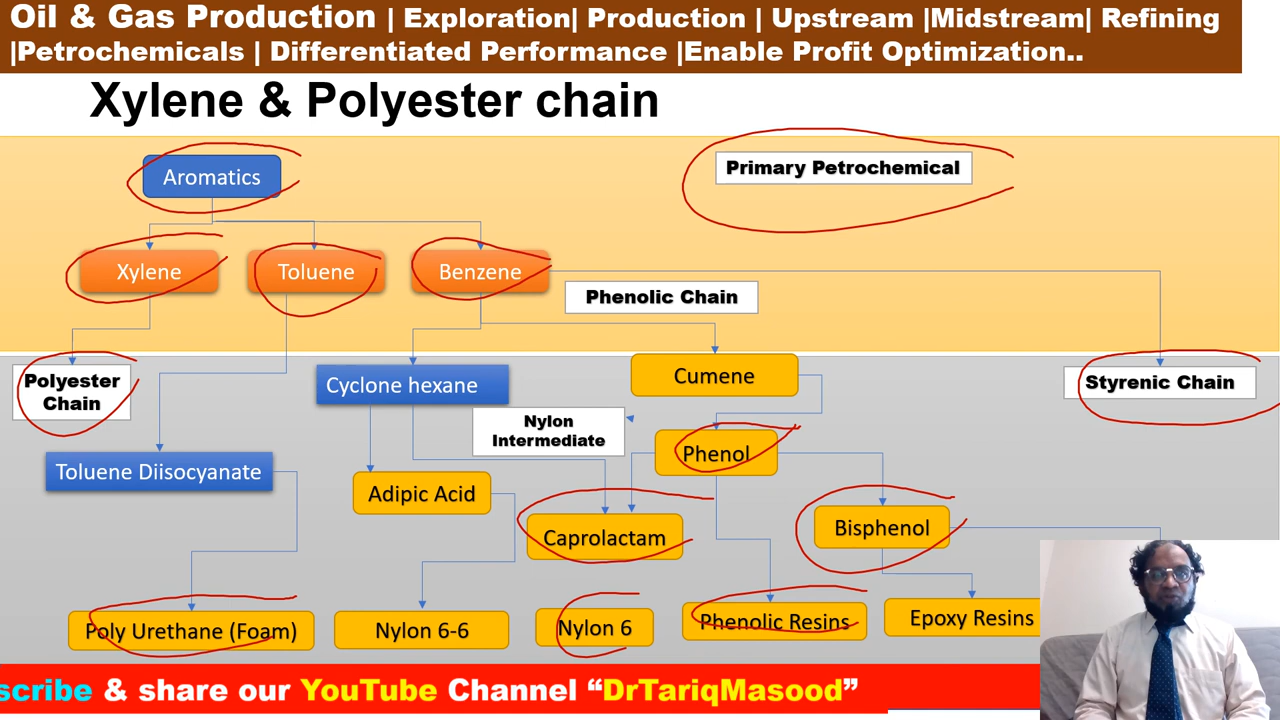 Oil & Gas Production | Exploration| Production | Upstream |Midstream| Refining
|Petrochemicals | Differentiated Performance |Enable Profit Optimization..
Xylene & Polyester chain
Aromatics
Primary Petrochemical
Xylene
Toluene
Benzene
Phenolic Chain
Polyester
Chain
Cyclone hexane
Cumene
Styrenic Chain
Nylon
Intermediate
Phenol
Toluene Diisocyanate
Adipic Acid
Caprolactam
Bisphenol
Poly Urethane (Foam)
Nylon 6-6
Nylon 6
Phenolic Resins
Epoxy Resins
scribe & share our YouTube Channel “DrTariqMasood”